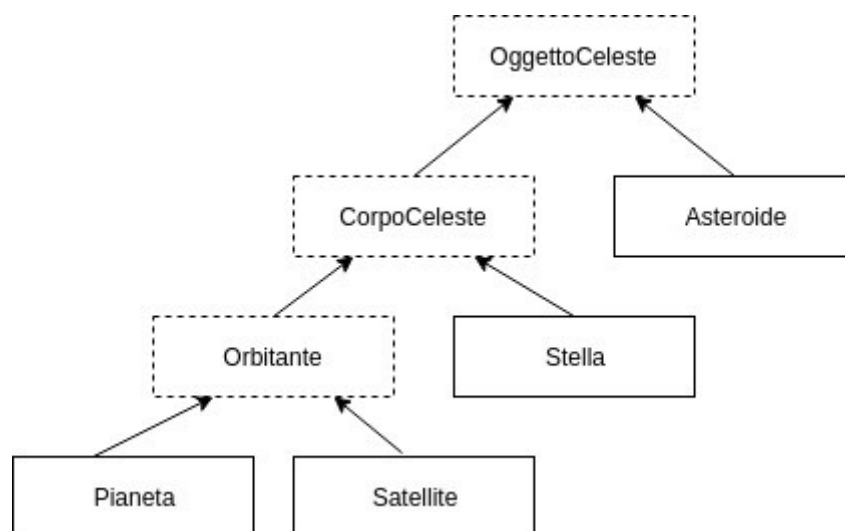 OggettoCeleste
CorpoCeleste
Asteroide
Orbitante
Stella
Pianeta
Satellite